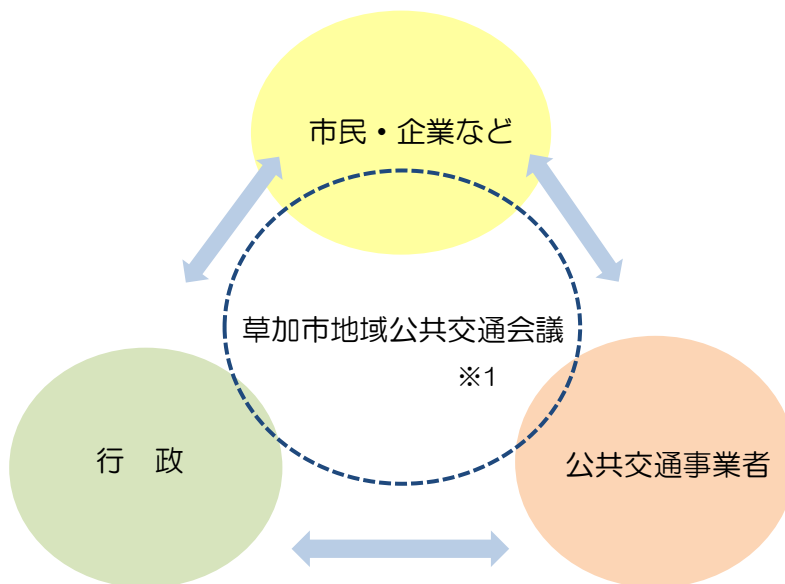 市民・企業など
草加市地域公共交通会議
※1
行　政
公共交通事業者